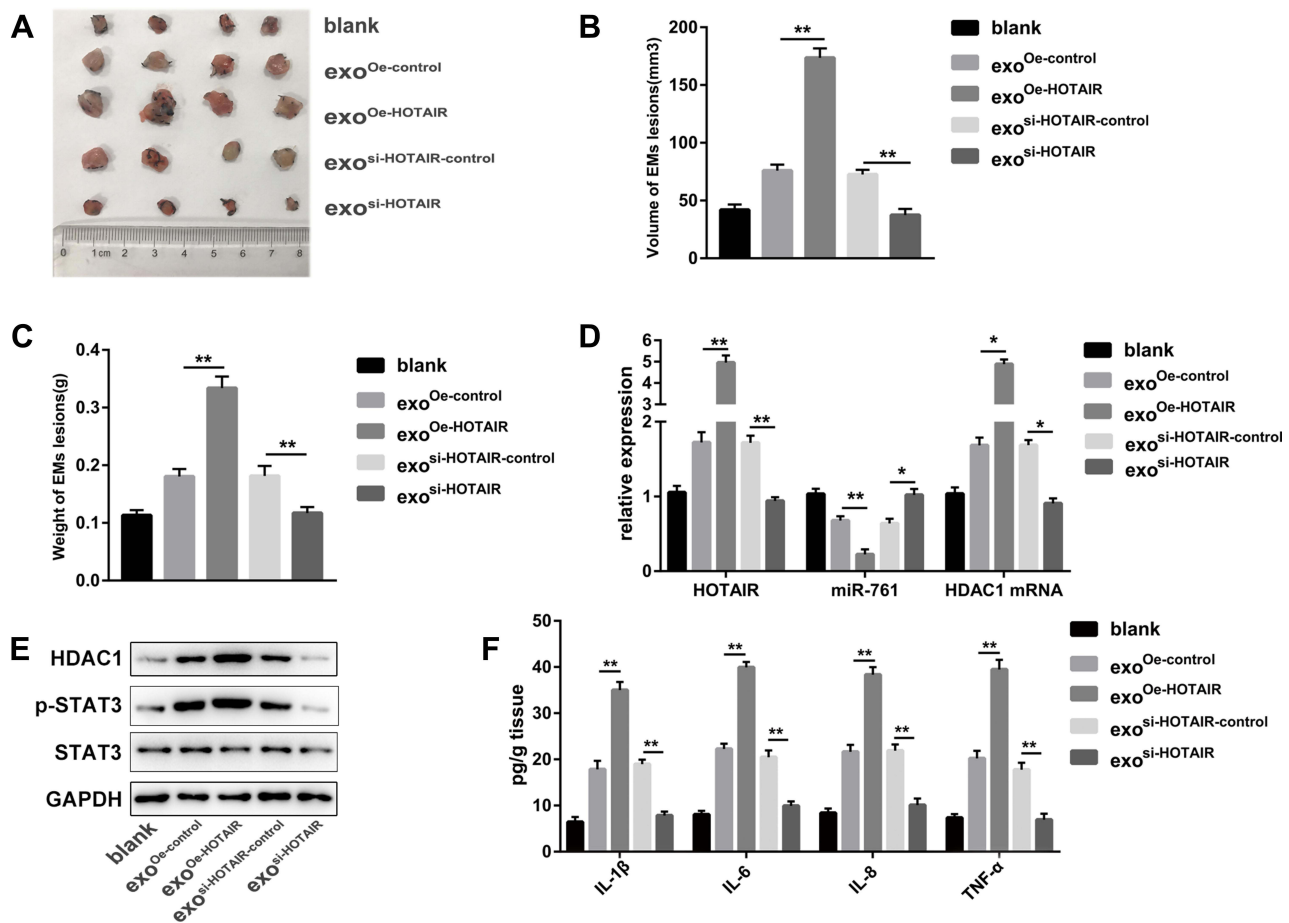 A
blank
exoOe-control
exoOe-HOTAIR
exosi-HOTAIR-control
exosi-HOTAIR
0 1 cm 2 3 4 5 6 7 8
B
Volume of EMs lesions(mm3)
200
150
100
50
0
**
**
blank
exoOe-control
exoOe-HOTAIR
exosi-HOTAIR-control
exosi-HOTAIR
C
Weight of EMs lesions(g)
0.4
0.3
0.2
0.1
0.0
**
**
blank
exoOe-control
exoOe-HOTAIR
exosi-HOTAIR-control
exosi-HOTAIR
D
relative expression
6
5
4
3
2
1
0
**
**
**
*
*
*
HOTAIR miR-761 HDAC1 mRNA
blank
exoOe-control
exoOe-HOTAIR
exosi-HOTAIR-control
exosi-HOTAIR
E
HDAC1
p-STAT3
STAT3
GAPDH
blank
exoOe-control
exoOe-HOTAIR
exosi-HOTAIR-control
exosi-HOTAIR
F
pg/g tissue
50
40
30
20
10
0
**
**
**
**
**
**
**
**
IL-1β IL-6 IL-8 TNF-α
blank
exoOe-control
exoOe-HOTAIR
exosi-HOTAIR-control
exosi-HOTAIR